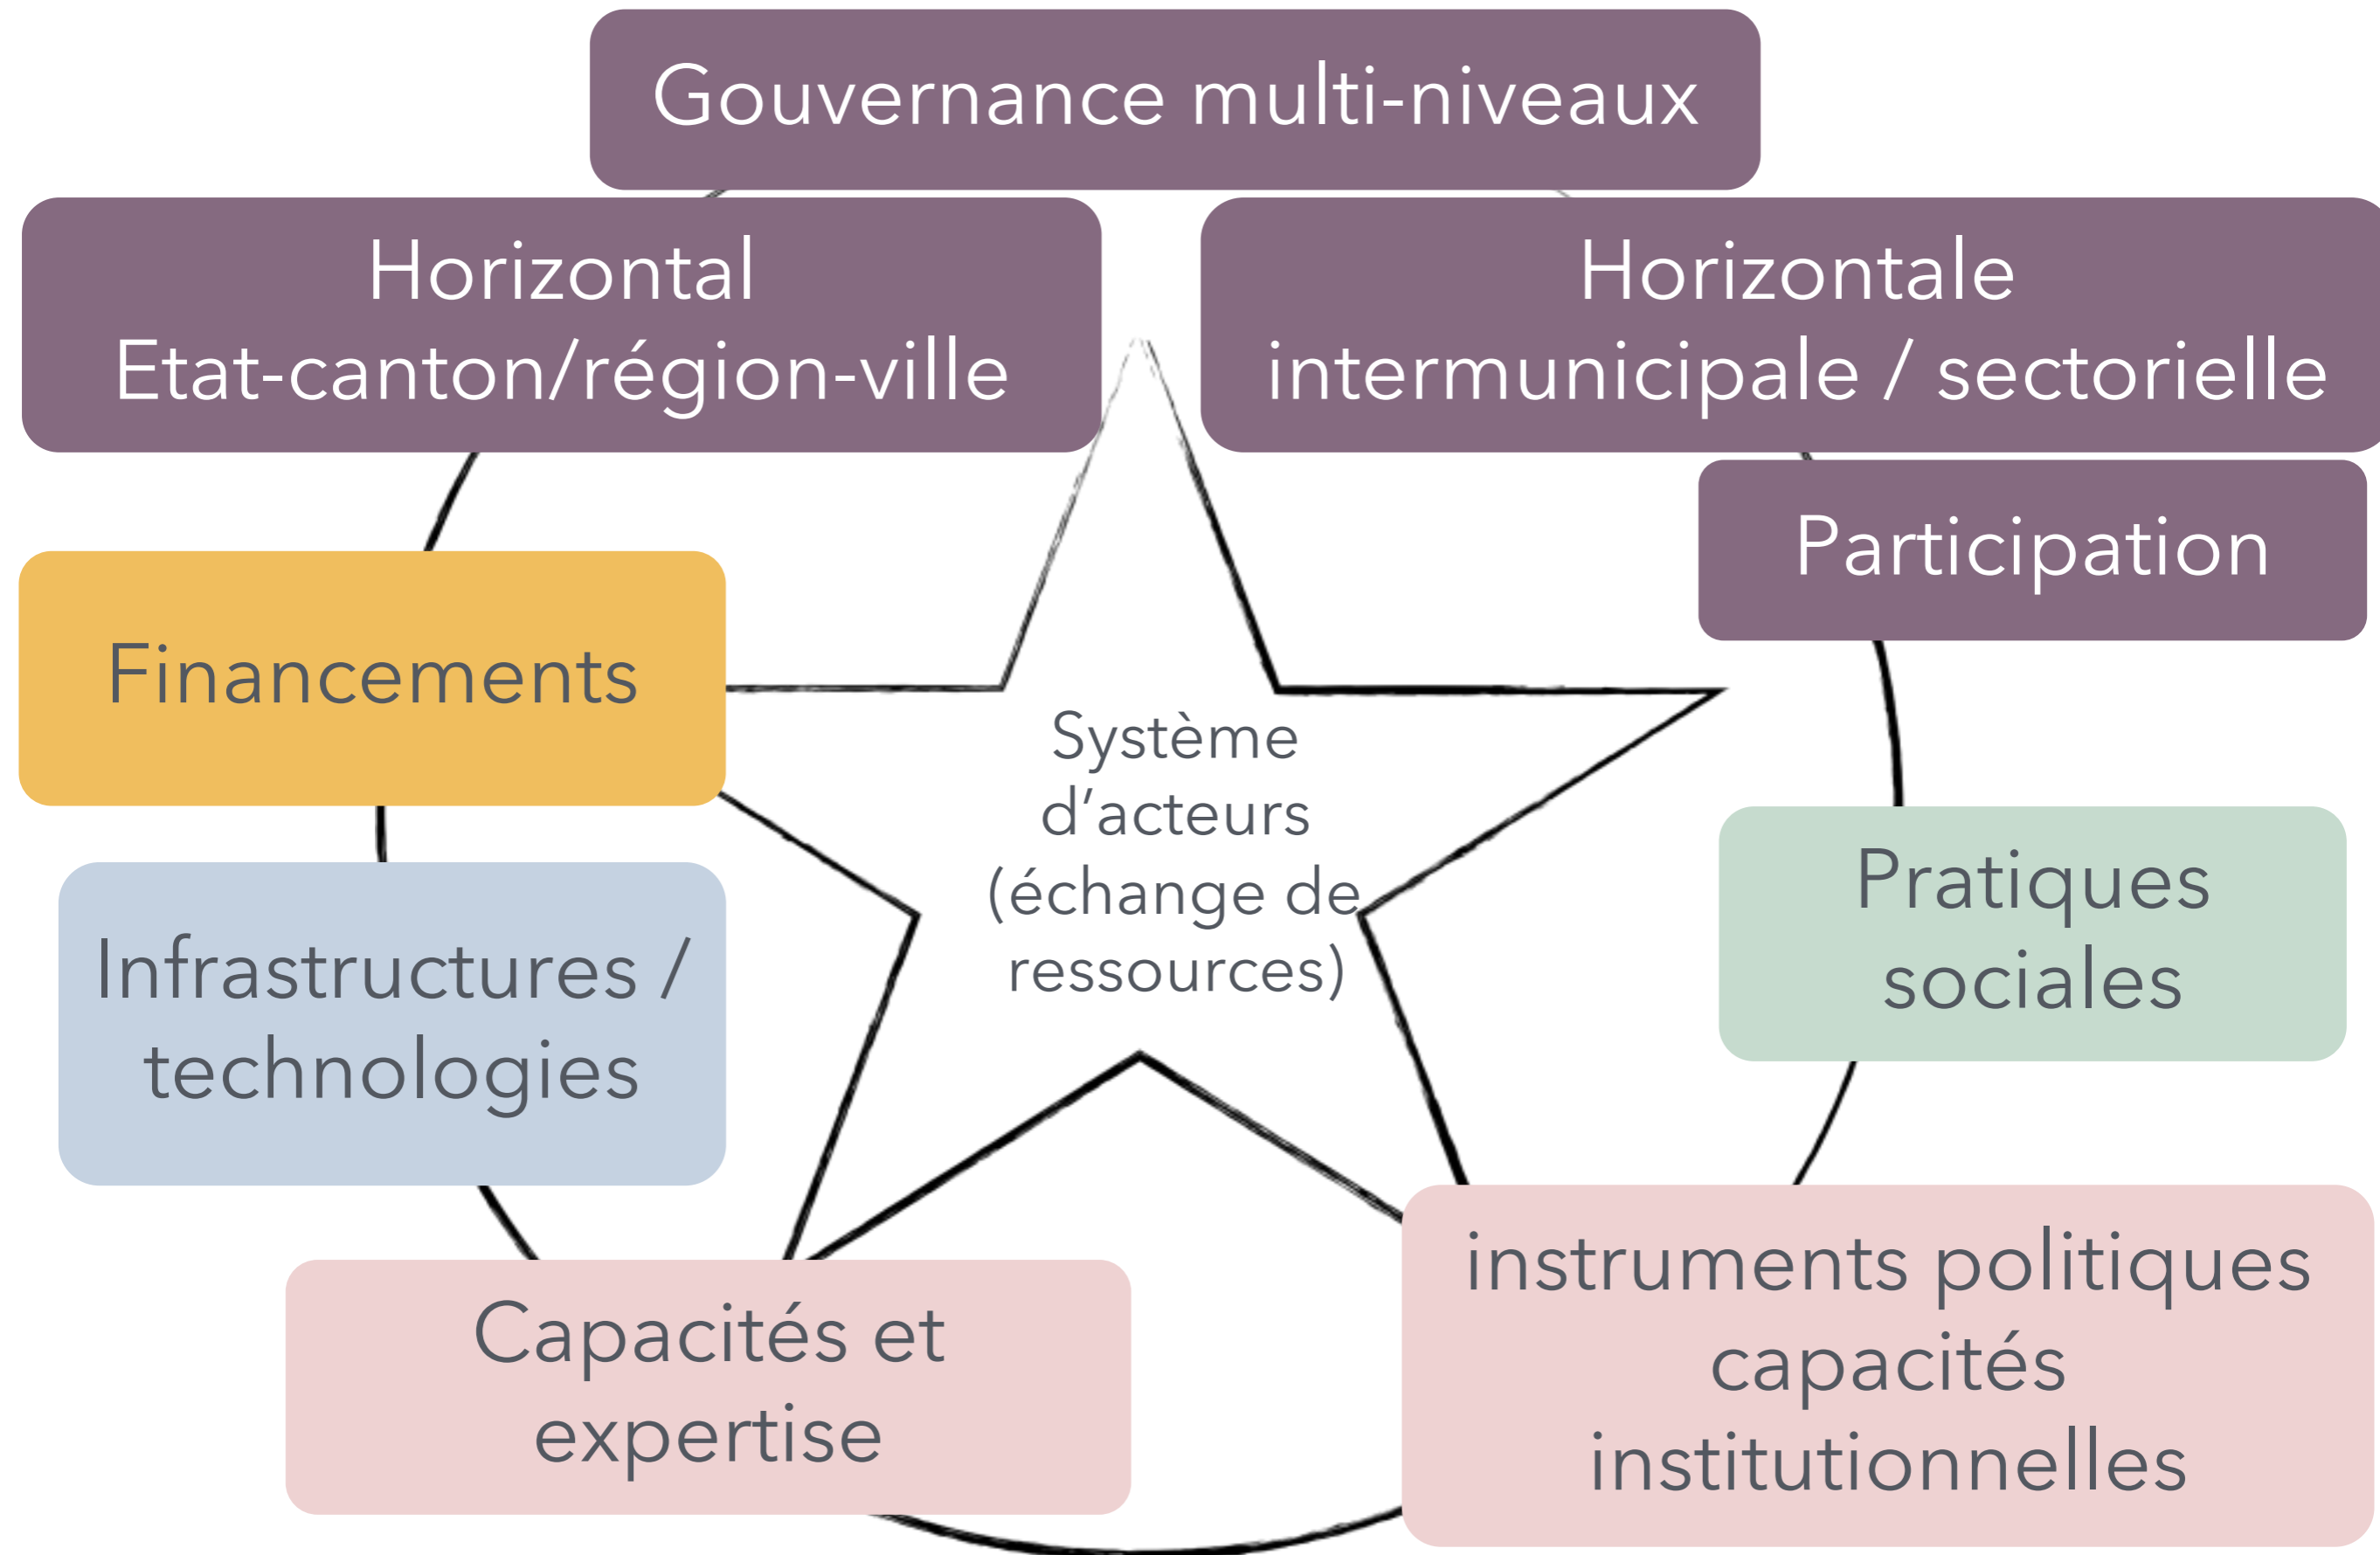 Gouvernance multi-niveaux
Horizontal
Etat-canton/région-ville
Horizontale
intermunicipale / sectorielle
Participation
Financements
Système
d'acteurs
(échange de
ressources)
Infrastructures /
technologies
Pratiques
sociales
Capacités et
expertise
instruments politiques
capacités
institutionnelles